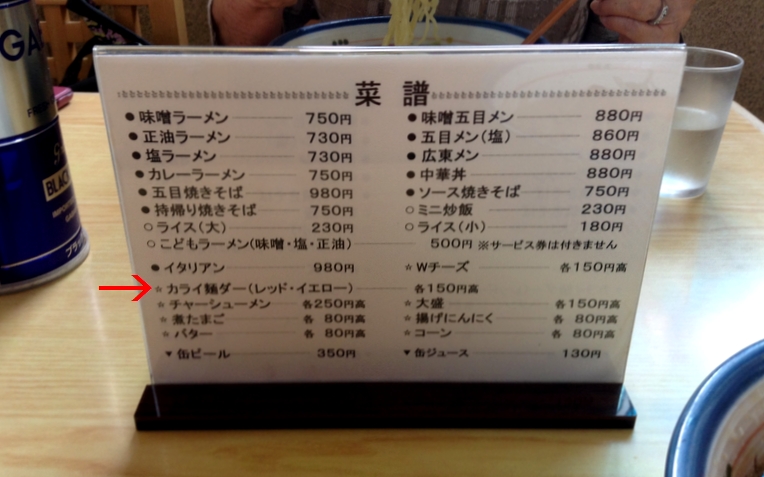 菜 譜
●味噌ラーメン 750円 ●味噌五目メン 880円
●正油ラーメン 730円 ●五目メン(塩) 860円
●塩ラーメン 730円 ●広東メン 880円
●カレーラーメン 750円 ●中華丼 880円
●五目焼きそば 980円 ●ソース焼きそば 750円
●持帰り焼きそば 750円 ○ミニ炒飯 230円
○ライス(大) 230円 ○ライス(小) 180円
○こどもラーメン(味噌・塩・正油) 500円 ※サービス券は付きません
●イタリアン 980円 ☆Wチーズ 各150円高
☆カライ麺ダー(レッド・イエロー) 各150円高
☆チャーシューメン 各250円高 ☆大盛 各150円高
☆煮たまご 各 80円高 ☆揚げにんにく 各 80円高
☆バター 各 80円高 ☆コーン 各 80円高
▼缶ビール 350円 ▼缶ジュース 130円
BLACK